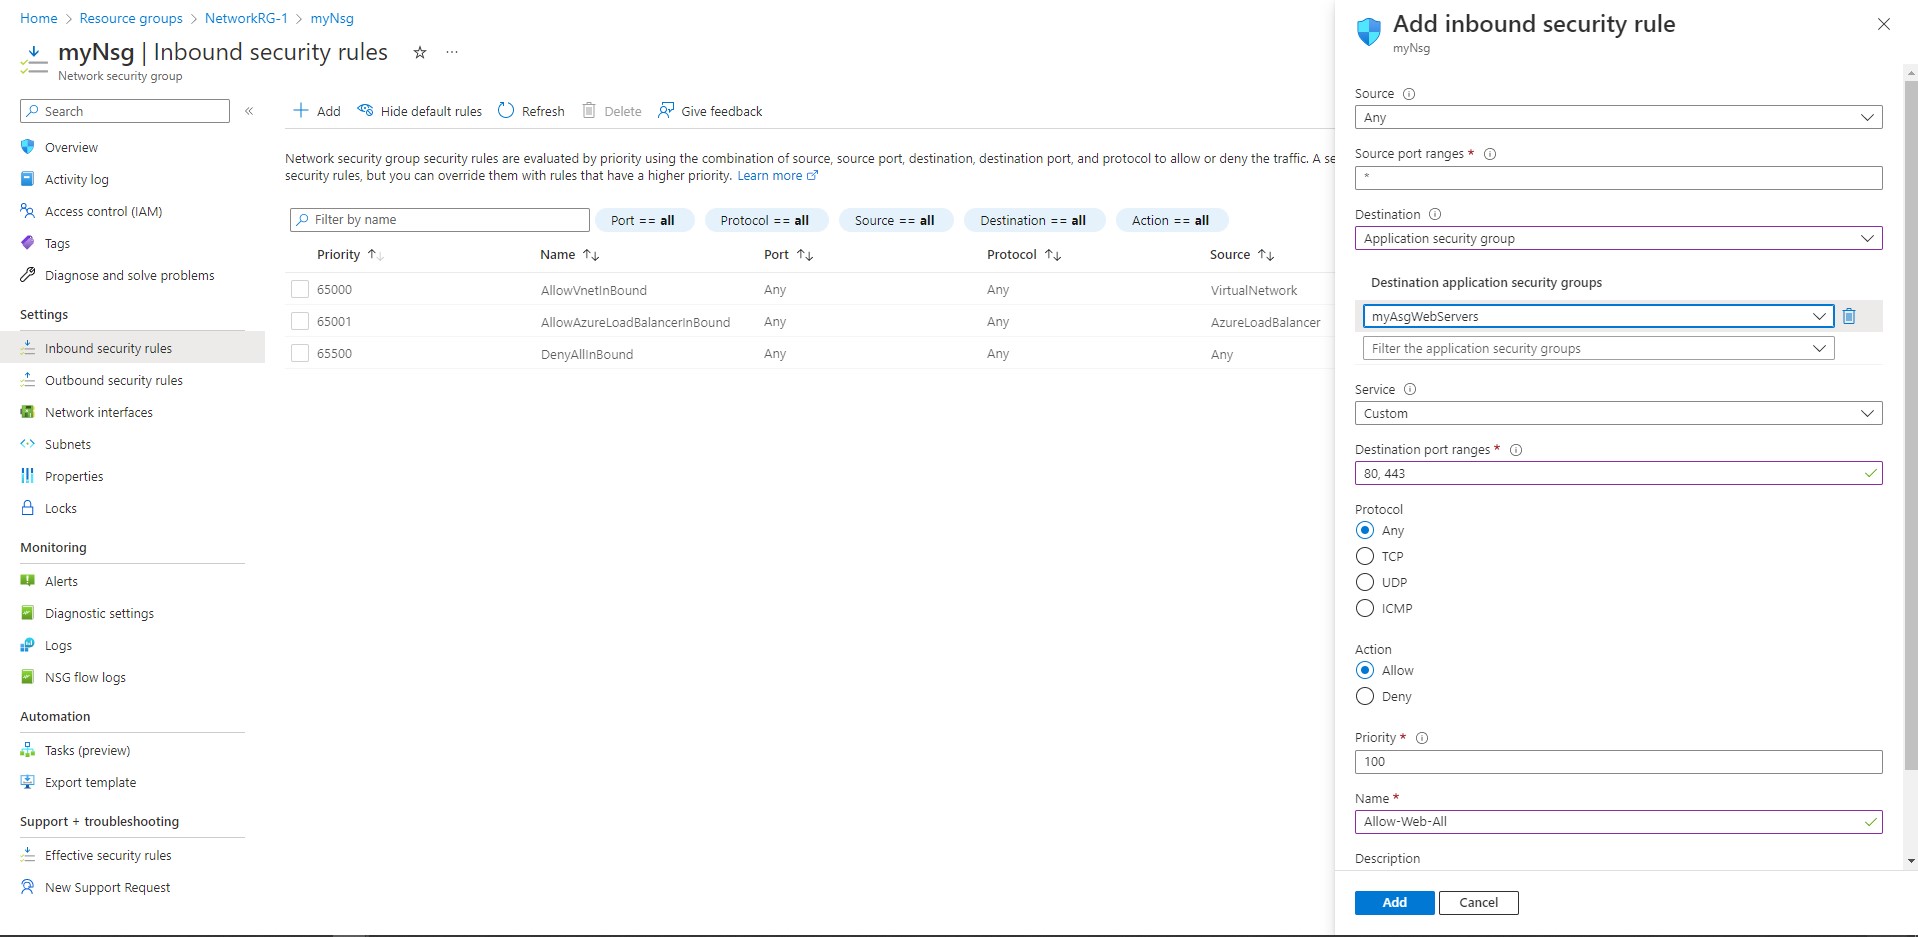 Home > Resource groups > NetworkRG-1 > myNsg
myNsg | Inbound security rules
Network security group
Search
Overview
Activity log
Access control (IAM)
Tags
Diagnose and solve problems
Settings
Inbound security rules
Outbound security rules
Network interfaces
Subnets
Properties
Locks
Monitoring
Alerts
Diagnostic settings
Logs
NSG flow logs
Automation
Tasks (preview)
Export template
Support + troubleshooting
Effective security rules
New Support Request
Add Hide default rules Refresh Delete Give feedback
Network security group security rules are evaluated by priority using the combination of source, source port, destination, destination port, and protocol to allow or deny the traffic. A se
security rules, but you can override them with rules that have a higher priority. Learn more
Filter by name Port == all Protocol == all Source == all Destination == all Action == all
Priority Name Port Protocol Source
65000 AllowVnetInBound Any Any VirtualNetwork
65001 AllowAzureLoadBalancerInBound Any Any AzureLoadBalancer
65500 DenyAllInBound Any Any Any
Add inbound security rule
myNsg
Source
Any
Source port ranges *
*
Destination
Application security group
Destination application security groups
myAsgWebServers
Filter the application security groups
Service
Custom
Destination port ranges *
80, 443
Protocol
Any
TCP
UDP
ICMP
Action
Allow
Deny
Priority *
100
Name *
Allow-Web-All
Description
Add Cancel